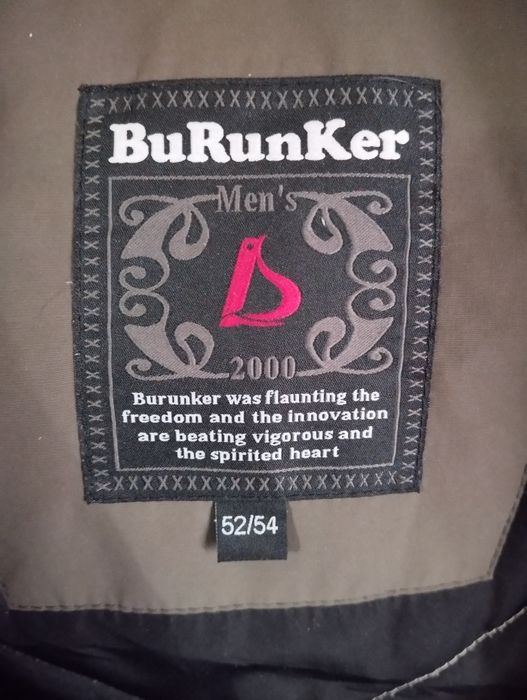 BuRunKer
Men's
2000
Burunker was flaunting the
freedom and the innovation
are beating vigorous and
the spirited heart
52/54